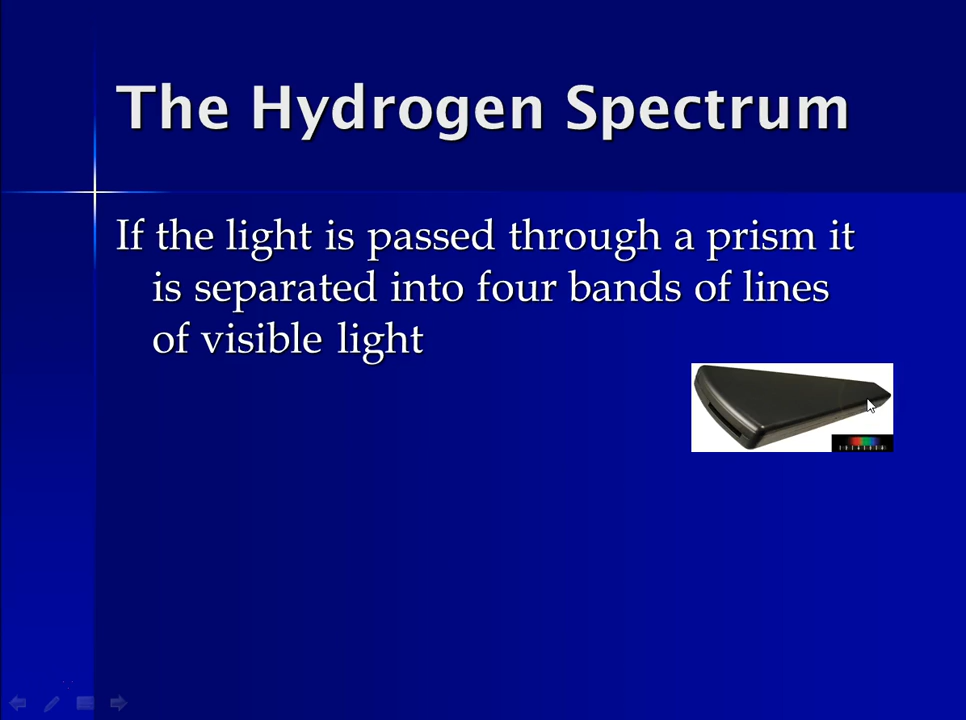 The Hydrogen Spectrum
If the light is passed through a prism it
is separated into four bands of lines
of visible light